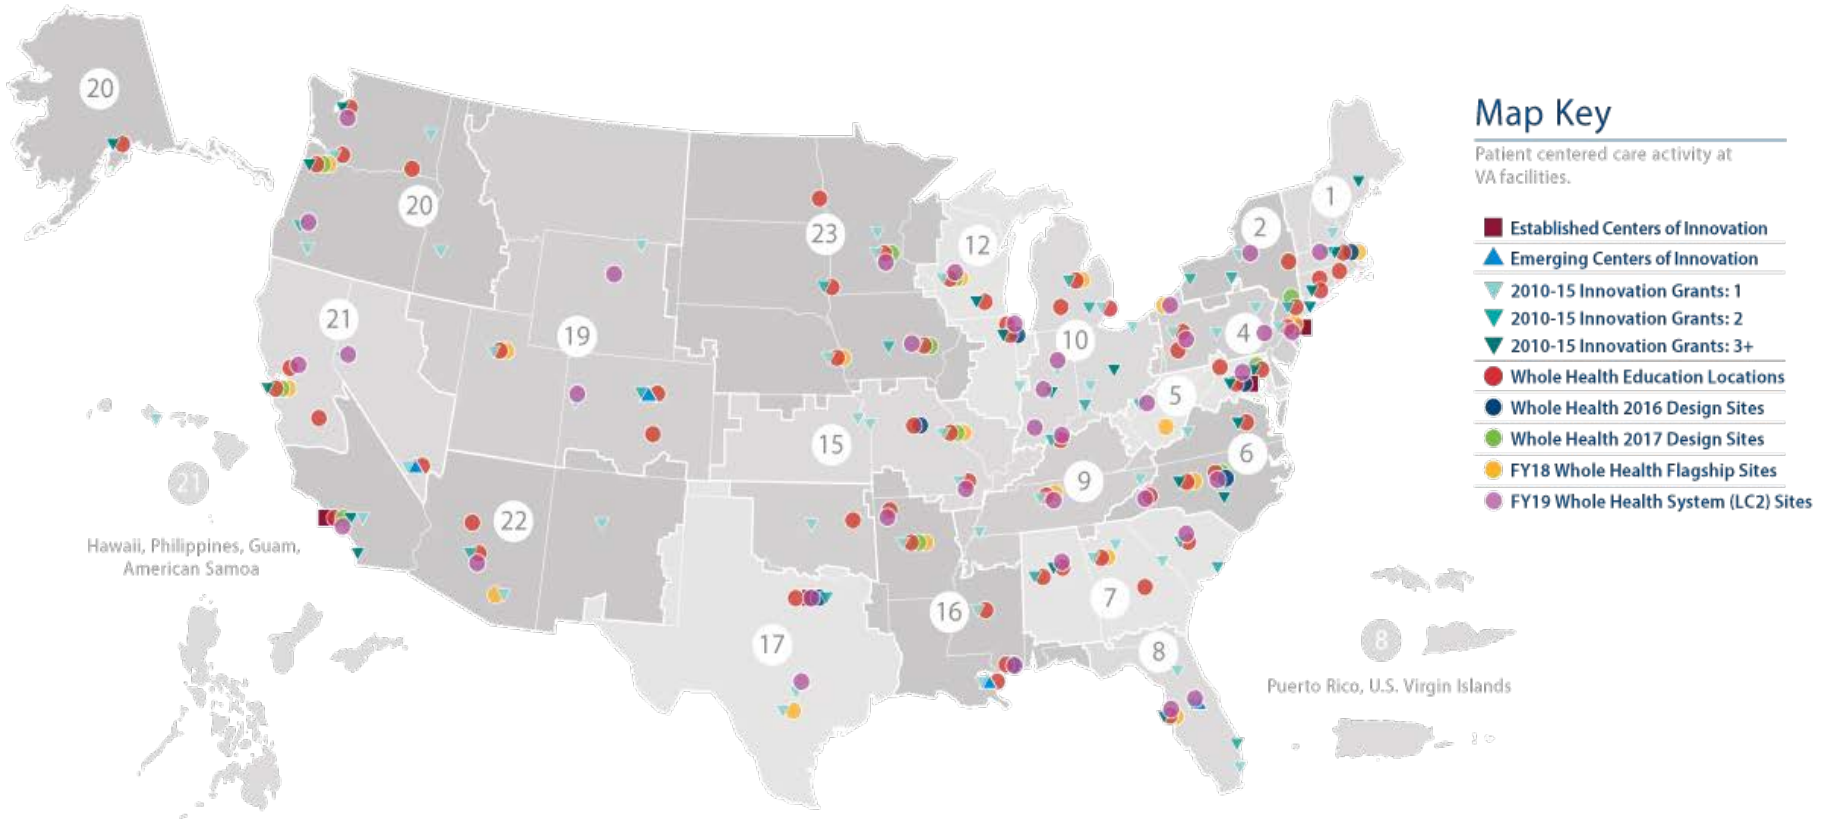 Map Key
Patient centered care activity at
VA facilities.
Established Centers of Innovation
Emerging Centers of Innovation
2010-15 Innovation Grants: 1
2010-15 Innovation Grants: 2
2010-15 Innovation Grants: 3+
Whole Health Education Locations
Whole Health 2016 Design Sites
Whole Health 2017 Design Sites
FY18 Whole Health Flagship Sites
FY19 Whole Health System (LC2) Sites
20
20
23
12
1
2
21
19
10
4
5
15
6
9
22
21
Hawaii, Philippines, Guam,
American Samoa
17
16
7
8
8
Puerto Rico, U.S. Virgin Islands